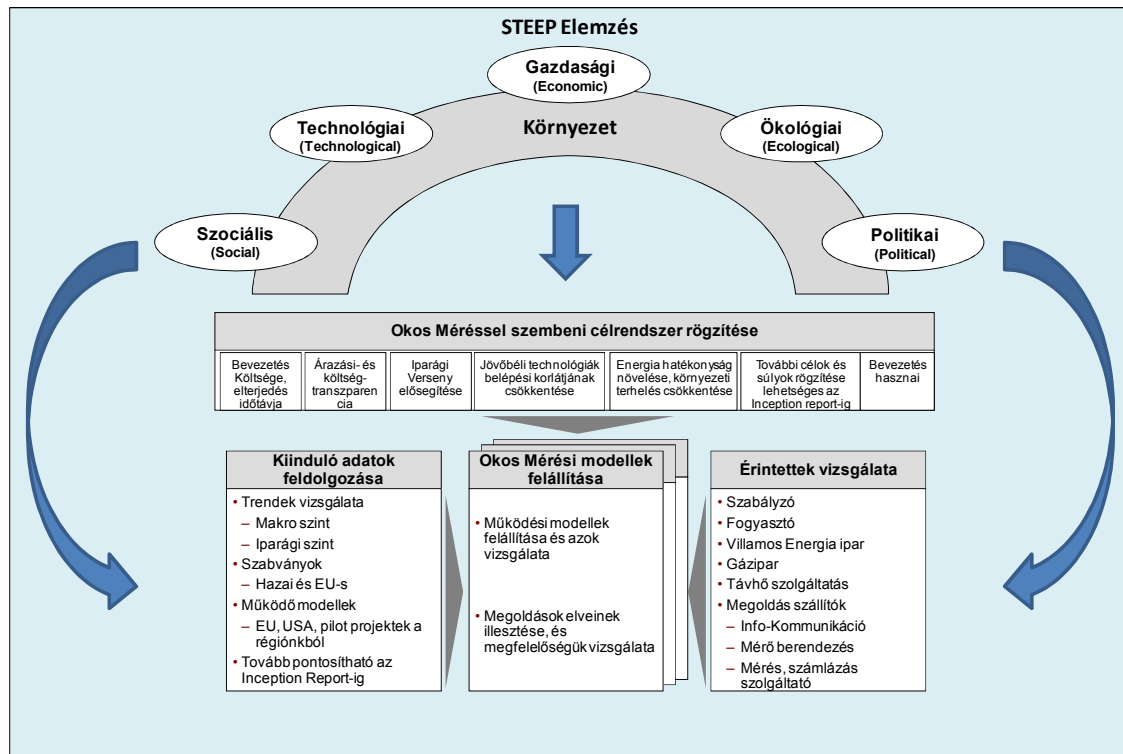 STEEP Elemzés
Gazdasági
(Economic)
Technológiai
(Technological)
Környezet
Ökológiai
(Ecological)
Szociális
(Social)
Politikai
(Political)
Okos Méréssel szembeni célrendszer rögzítése
Bevezetés
Költsége,
elterjedés
időtávja
Árazási- és
költség-
transzparen
cia
Iparági
Verseny
elősegítése
Jövőbéli technológiák
belépési korlátjának
csökkentése
Energia hatékonyság
növelése, környezeti
terhelés csökkentése
További célok és
súlyok rögzítése
lehetséges az
Inception report-ig
Bevezetés
hasznai
Kiinduló adatok
feldolgozása
• Trendek vizsgálata
– Makro szint
– Iparági szint
• Szabványok
– Hazai és EU-s
• Működő modellek
– EU, USA, pilot projektek a
régiónkból
• Tovább pontosítható az
Inception Report-ig
Okos Mérési modellek
felállítása
• Működési modellek
felállítása és azok
vizsgálata
• Megoldások elveinek
illesztése, és
megfelelőségük vizsgálata
Érintettek vizsgálata
• Szabályzó
• Fogyasztó
• Villamos Energia ipar
• Gázipar
• Távhő szolgáltatás
• Megoldás szállítók
– Info-Kommunikáció
– Mérő berendezés
– Mérés, számlázás
szolgáltató